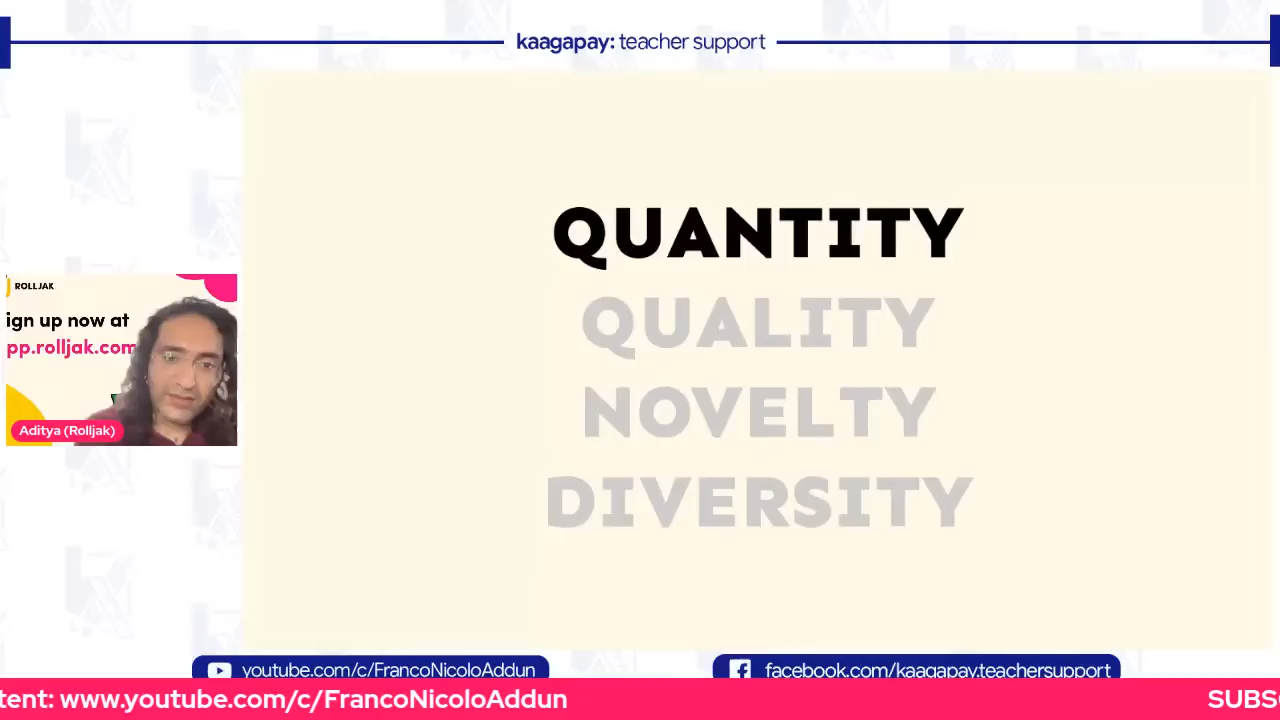 kaagapay: teacher support
QUANTITY
QUALITY
NOVELTY
DIVERSITY
ROLLJAK
ign up now at
pp.rolljak.com
Aditya (Rolljak)
youtube.com/c/FrancoNicoloAddun
facebook.com/kaagapay.teachersupport
tent: www.youtube.com/c/FrancoNicoloAddun
SUBSC